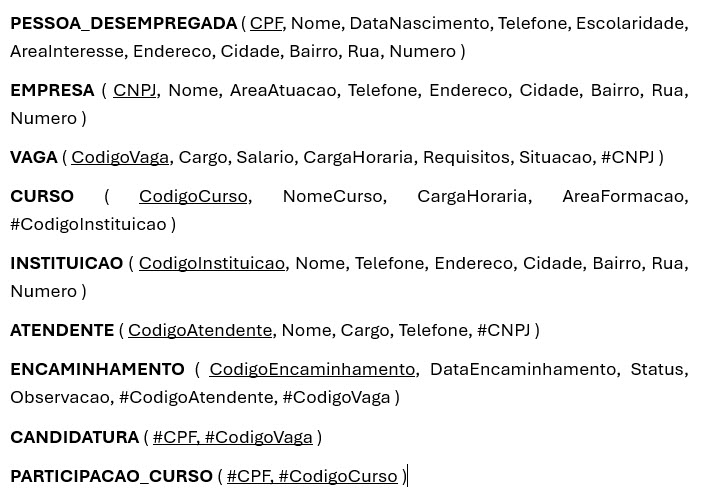 PESSOA_DESEMPREGADA ( CPF, Nome, DataNascimento, Telefone, Escolaridade,
AreaInteresse, Endereco, Cidade, Bairro, Rua, Numero )
EMPRESA ( CNPJ, Nome, AreaAtuacao, Telefone, Endereco, Cidade, Bairro, Rua,
Numero )
VAGA ( CodigoVaga, Cargo, Salario, CargaHoraria, Requisitos, Situacao, #CNPJ )
CURSO ( CodigoCurso, NomeCurso, CargaHoraria, AreaFormacao,
#CodigoInstituicao )
INSTITUICAO ( CodigoInstituicao, Nome, Telefone, Endereco, Cidade, Bairro, Rua,
Numero )
ATENDENTE ( CodigoAtendente, Nome, Cargo, Telefone, #CNPJ )
ENCAMINHAMENTO ( CodigoEncaminhamento, DataEncaminhamento, Status,
Observacao, #CodigoAtendente, #CodigoVaga )
CANDIDATURA ( #CPF, #CodigoVaga )
PARTICIPACAO_CURSO ( #CPF, #CodigoCurso )